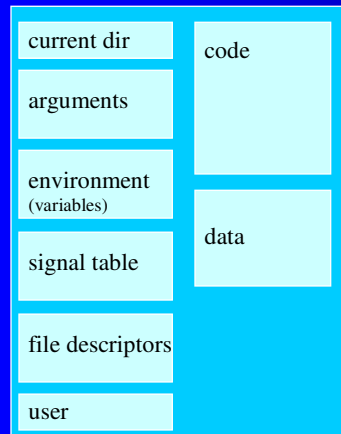 current dir
arguments
environment
(variables)
signal table
file descriptors
user
code
data